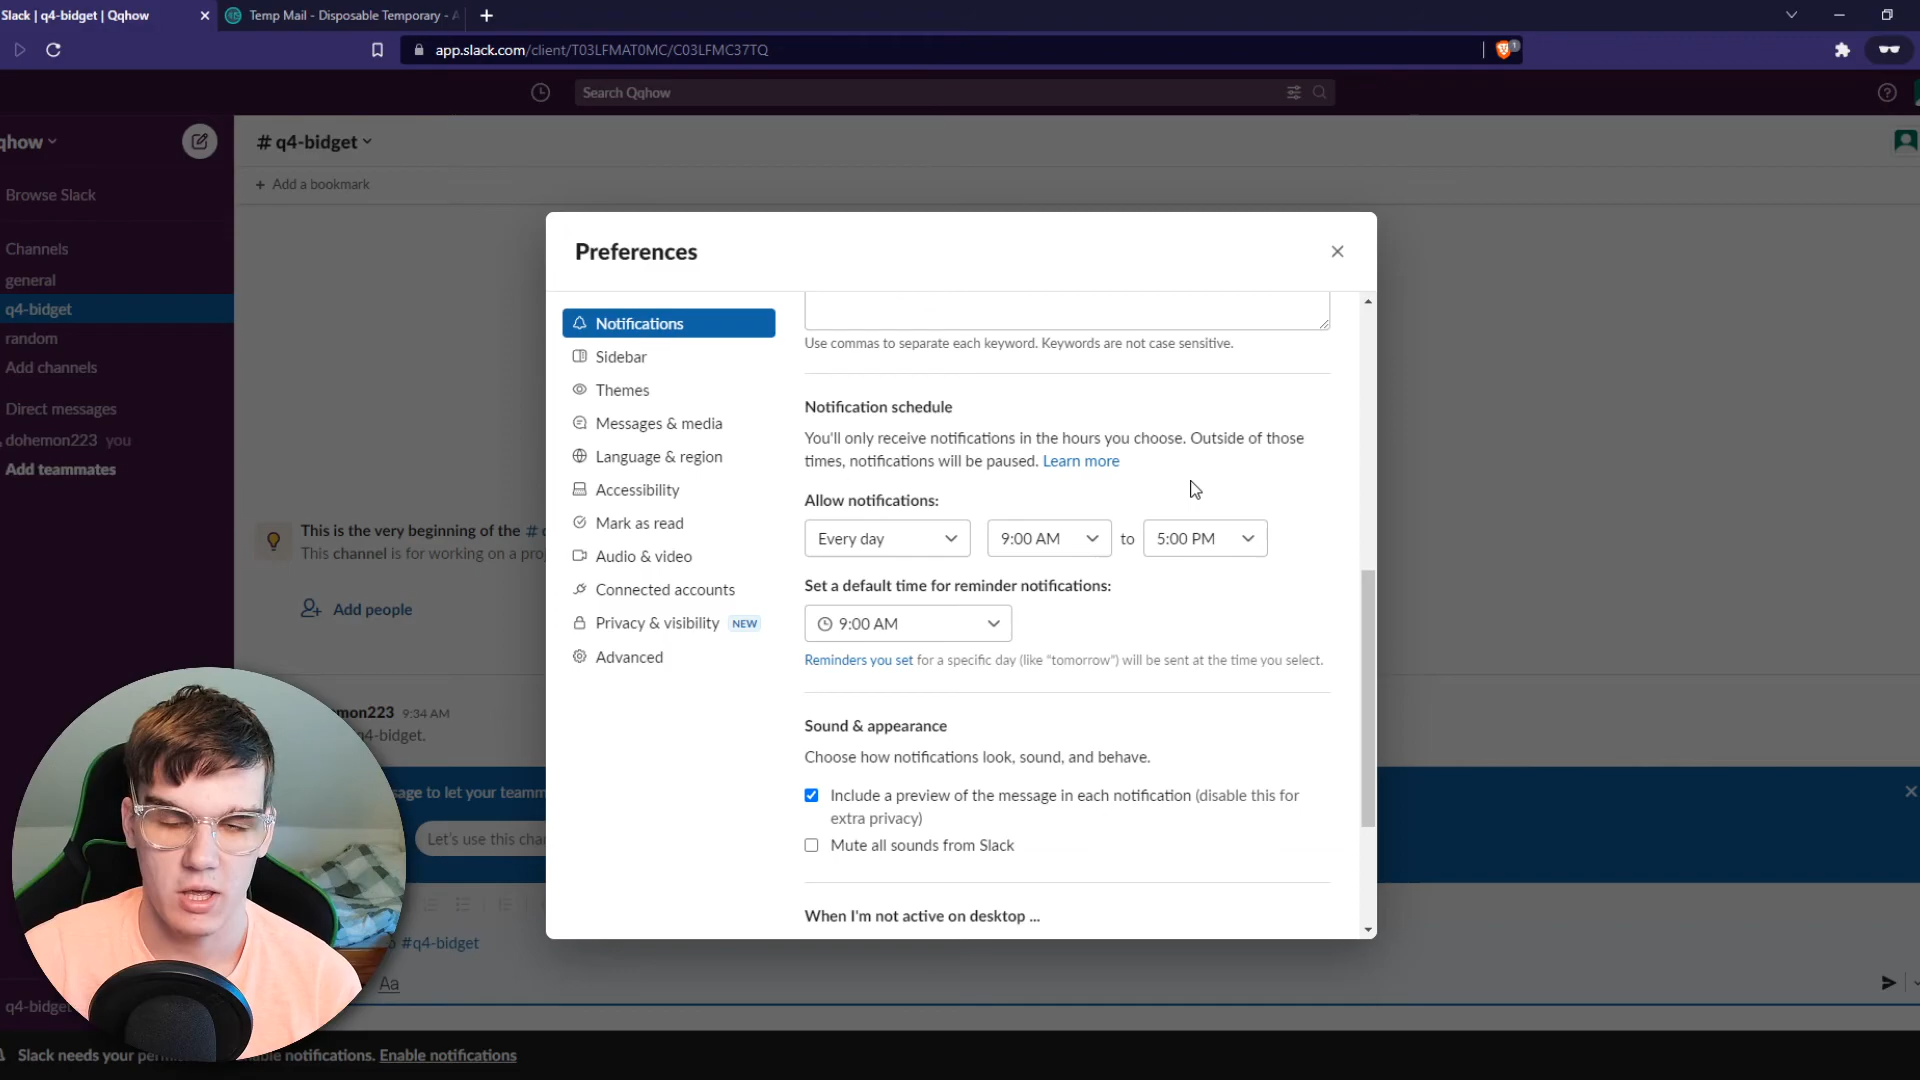 Slack | q4-bidget | Qqhow
Temp Mail - Disposable Temporary - A
app.slack.com/client/T03LFMAT0MC/C03LFMC37TQ
1
Search Qqhow
qhow
# q4-bidget
Browse Slack
+ Add a bookmark
Channels
general
q4-bidget
random
Add channels
Direct messages
dohemon223 you
Add teammates
This is the very beginning of the #
This channel is for working on a
Add people
mon223 9:34 AM
q4-bidget.
to let your
Let's use this
#q4-bidget
Aa
Slack needs your
notifications. Enable notifications
Preferences
Notifications
Sidebar
Themes
Messages & media
Language & region
Accessibility
Mark as read
Audio & video
Connected accounts
Privacy & visibility NEW
Advanced
Use commas to separate each keyword. Keywords are not case sensitive.
Notification schedule
You'll only receive notifications in the hours you choose. Outside of those
times, notifications will be paused. Learn more
Allow notifications:
Every day 9:00 AM to 5:00 PM
Set a default time for reminder notifications:
9:00 AM
Reminders you set for a specific day (like "tomorrow") will be sent at the time you select.
Sound & appearance
Choose how notifications look, sound, and behave.
Include a preview of the message in each notification (disable this for
extra privacy)
Mute all sounds from Slack
When I'm not active on desktop ...